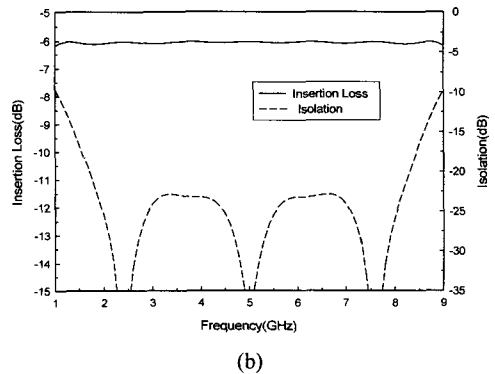 -5
-6
-7
-8
-9
-10
-11
-12
-13
-14
-15
Insertion Loss(dB)
0
-5
-10
-15
-20
-25
-30
-35
Isolation(dB)
Insertion Loss
Isolation
1 2 3 4 5 6 7 8 9
Frequency(GHz)
(b)